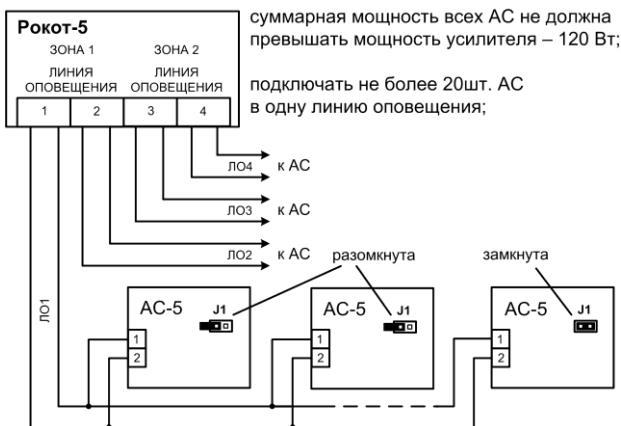 Рокот-5
ЗОНА 1 ЗОНА 2
ЛИНИЯ ОПОВЕЩЕНИЯ ЛИНИЯ ОПОВЕЩЕНИЯ
1 2 3 4
суммарная мощность всех АС не должна
превышать мощность усилителя – 120 Вт;
подключать не более 20шт. АС
в одну линию оповещения;
ЛО4 к АС
ЛО3 к АС
ЛО2 к АС
ЛО1
разомкнута
замкнута
АС-5 J1
1
2
АС-5 J1
1
2
АС-5 J1
1
2